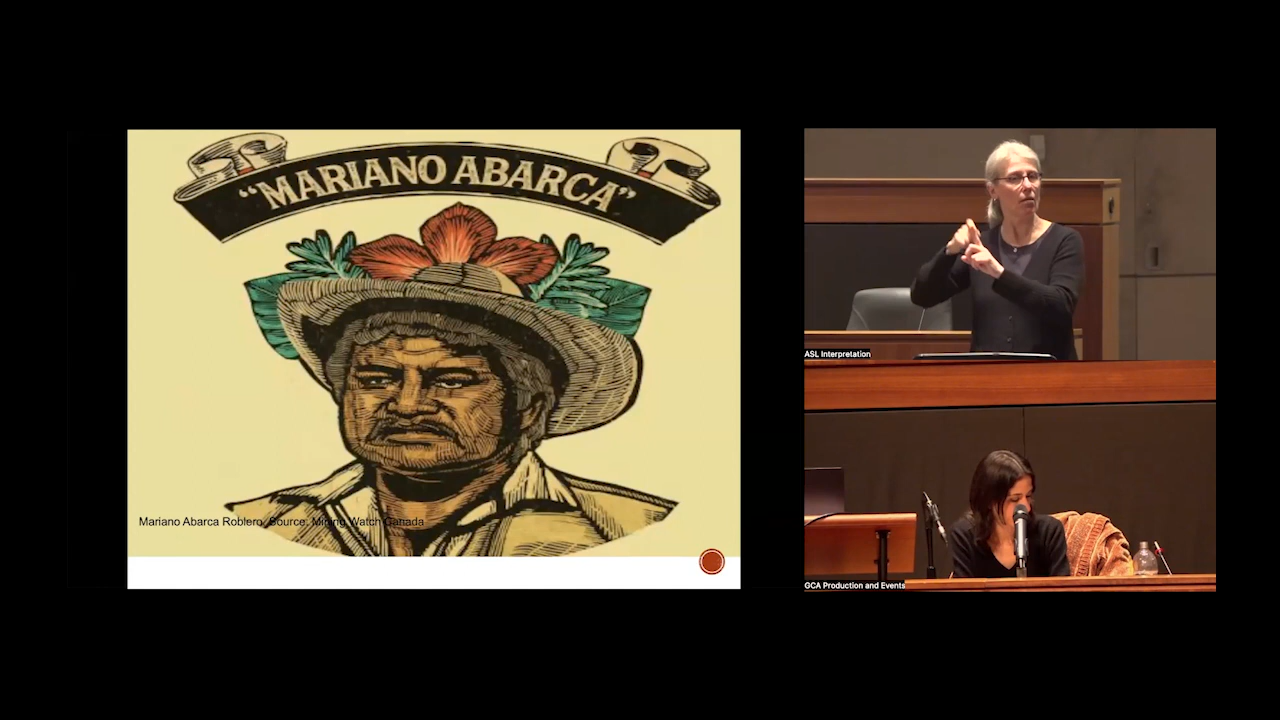 “MARIANO ABARCA”
Mariano Abarca Roblero, Source: Mining Watch Canada
ASL Interpretation
GCA Production and Events